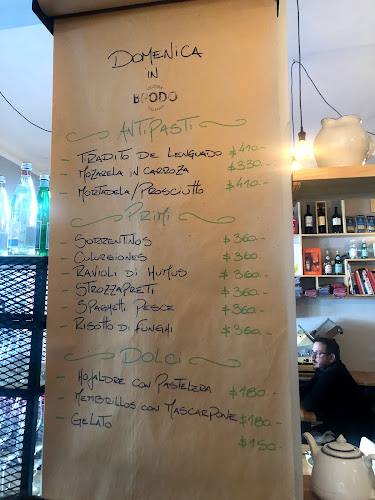 DOMENICA
IN
BRODO
ANTIPASTI
- TIRADITO DE LENGUADO $410.-
- MOZARELA IN CARROZA $330.-
- MORTADELA/PROSCIUTTO $410.-
PRIMI
- SORRENTINOS $360.-
- CULURSIONES $360.-
- RAVIOLI DI HUMUS $360.-
- STROZZAPRETI $360.-
- SPAGHETTI PESCE $360.-
- RISOTTO DI FUNGHI $360.-
DOLCI
- HOJALDRE CON PASTELERA $180.-
- MEMBRILLOS CON MASCARPONE $180.-
- GELATO $150.-